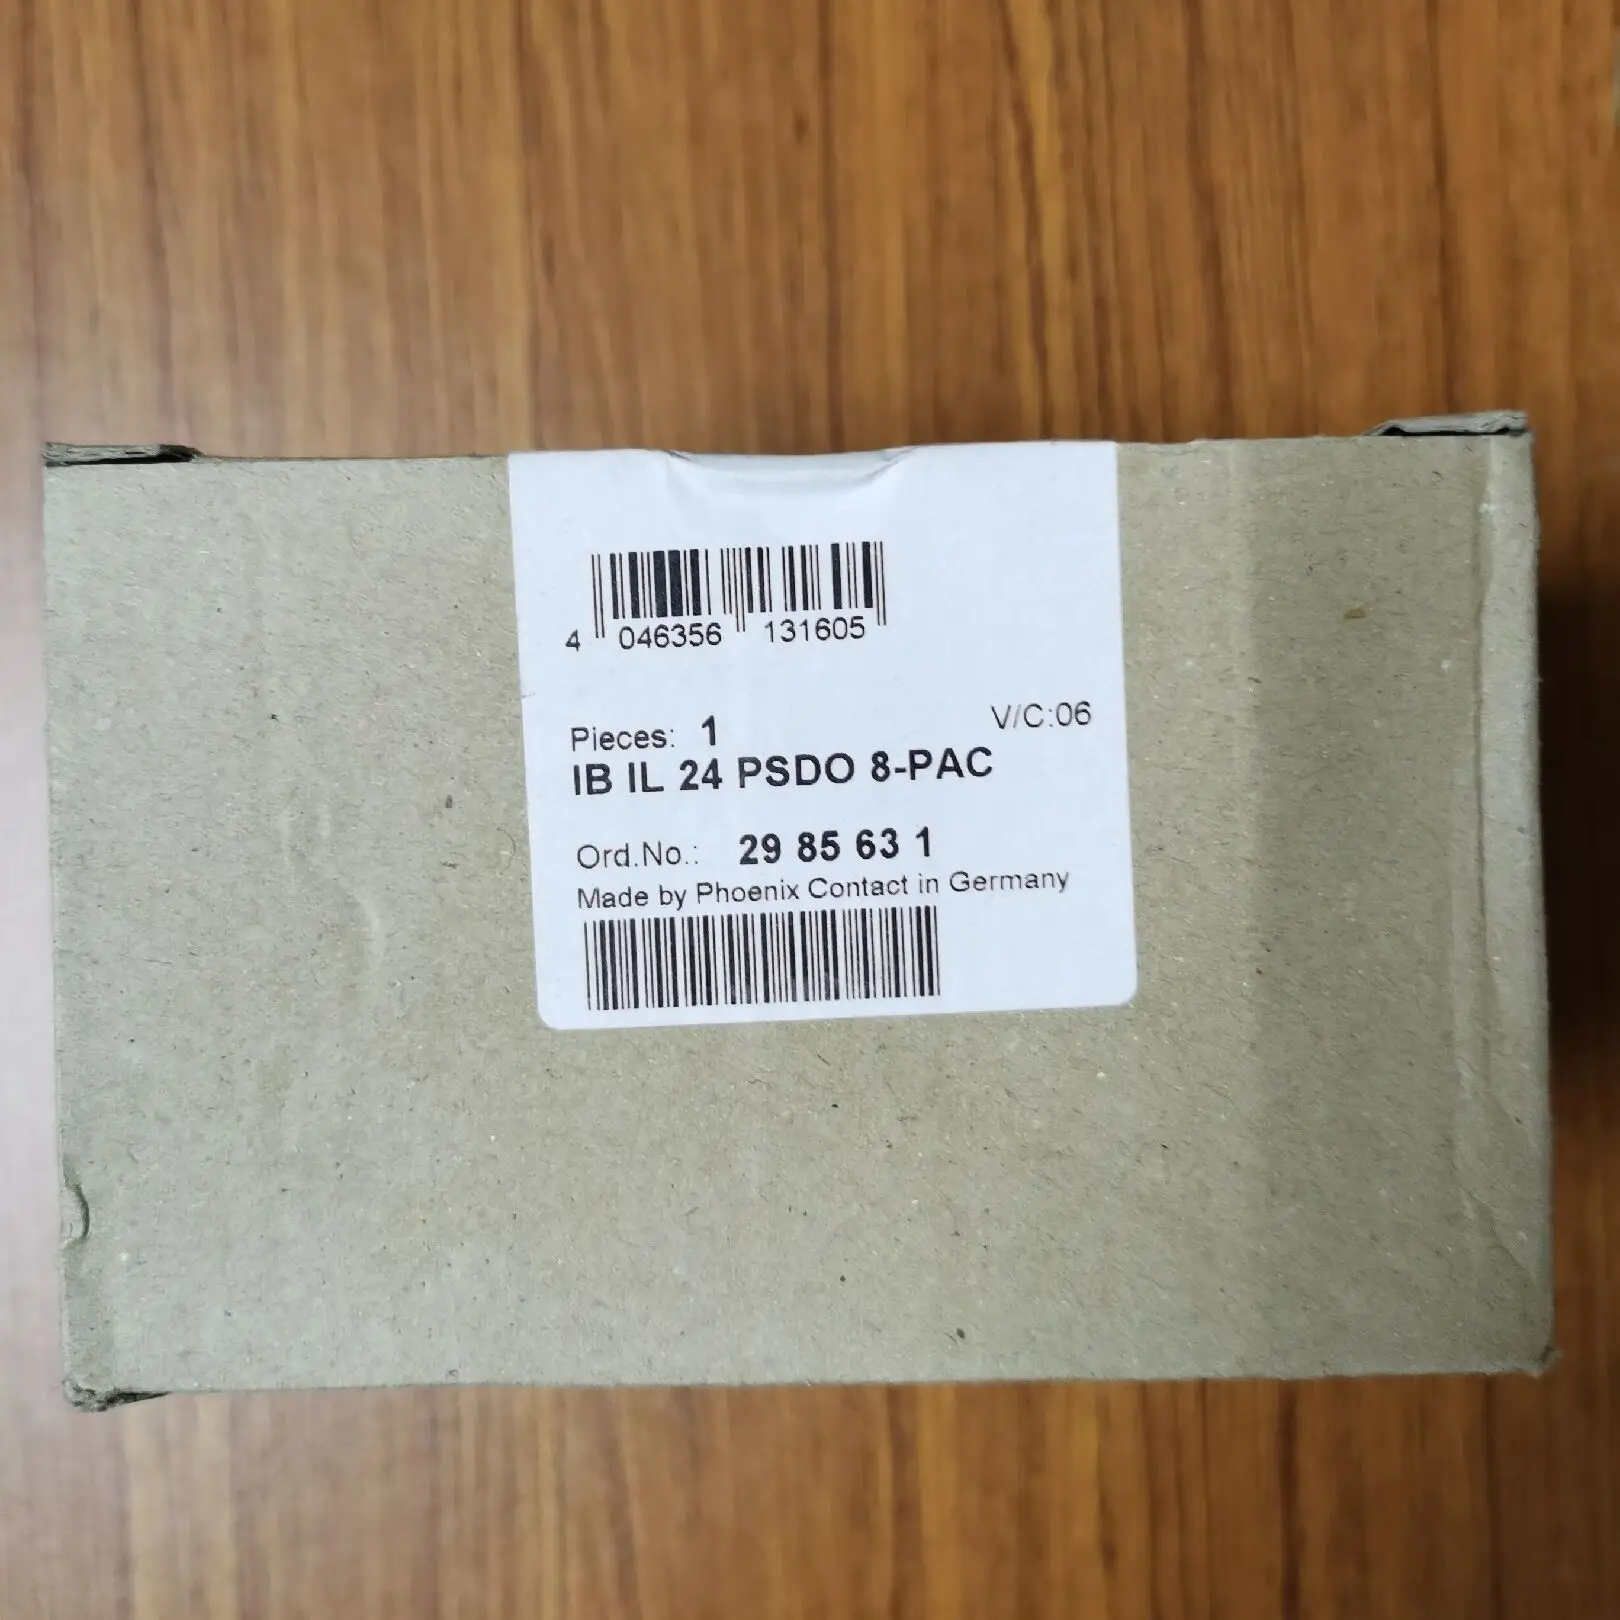 4 046356 131605
Pieces: 1 V/C:06
IB IL 24 PSDO 8-PAC
Ord.No.: 29 85 63 1
Made by Phoenix Contact in Germany